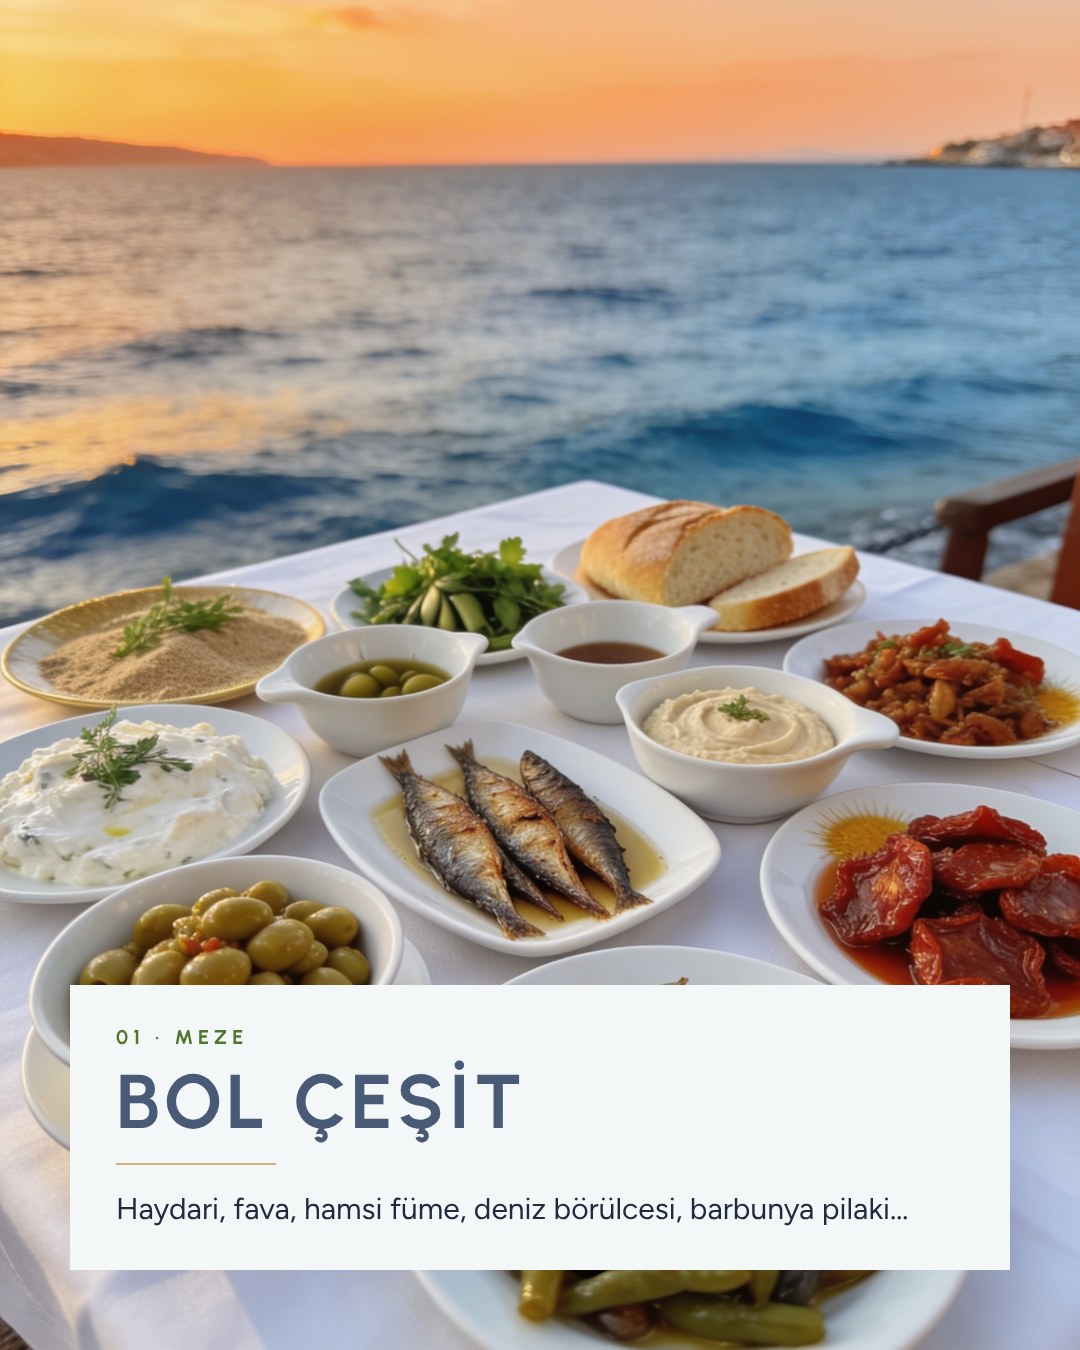 01 · MEZE
BOL ÇEŞİT
Haydari, fava, hamsi füme, deniz börülcesi, barbunya pilaki...